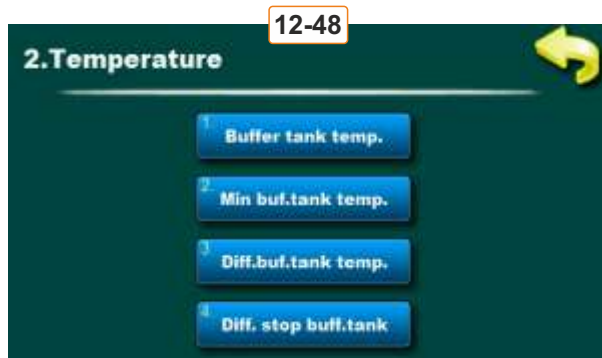 12-48
2.Temperature
1. Buffer tank temp.
2. Min buf.tank temp.
3. Diff.buf.tank temp.
4. Diff. stop buff.tank